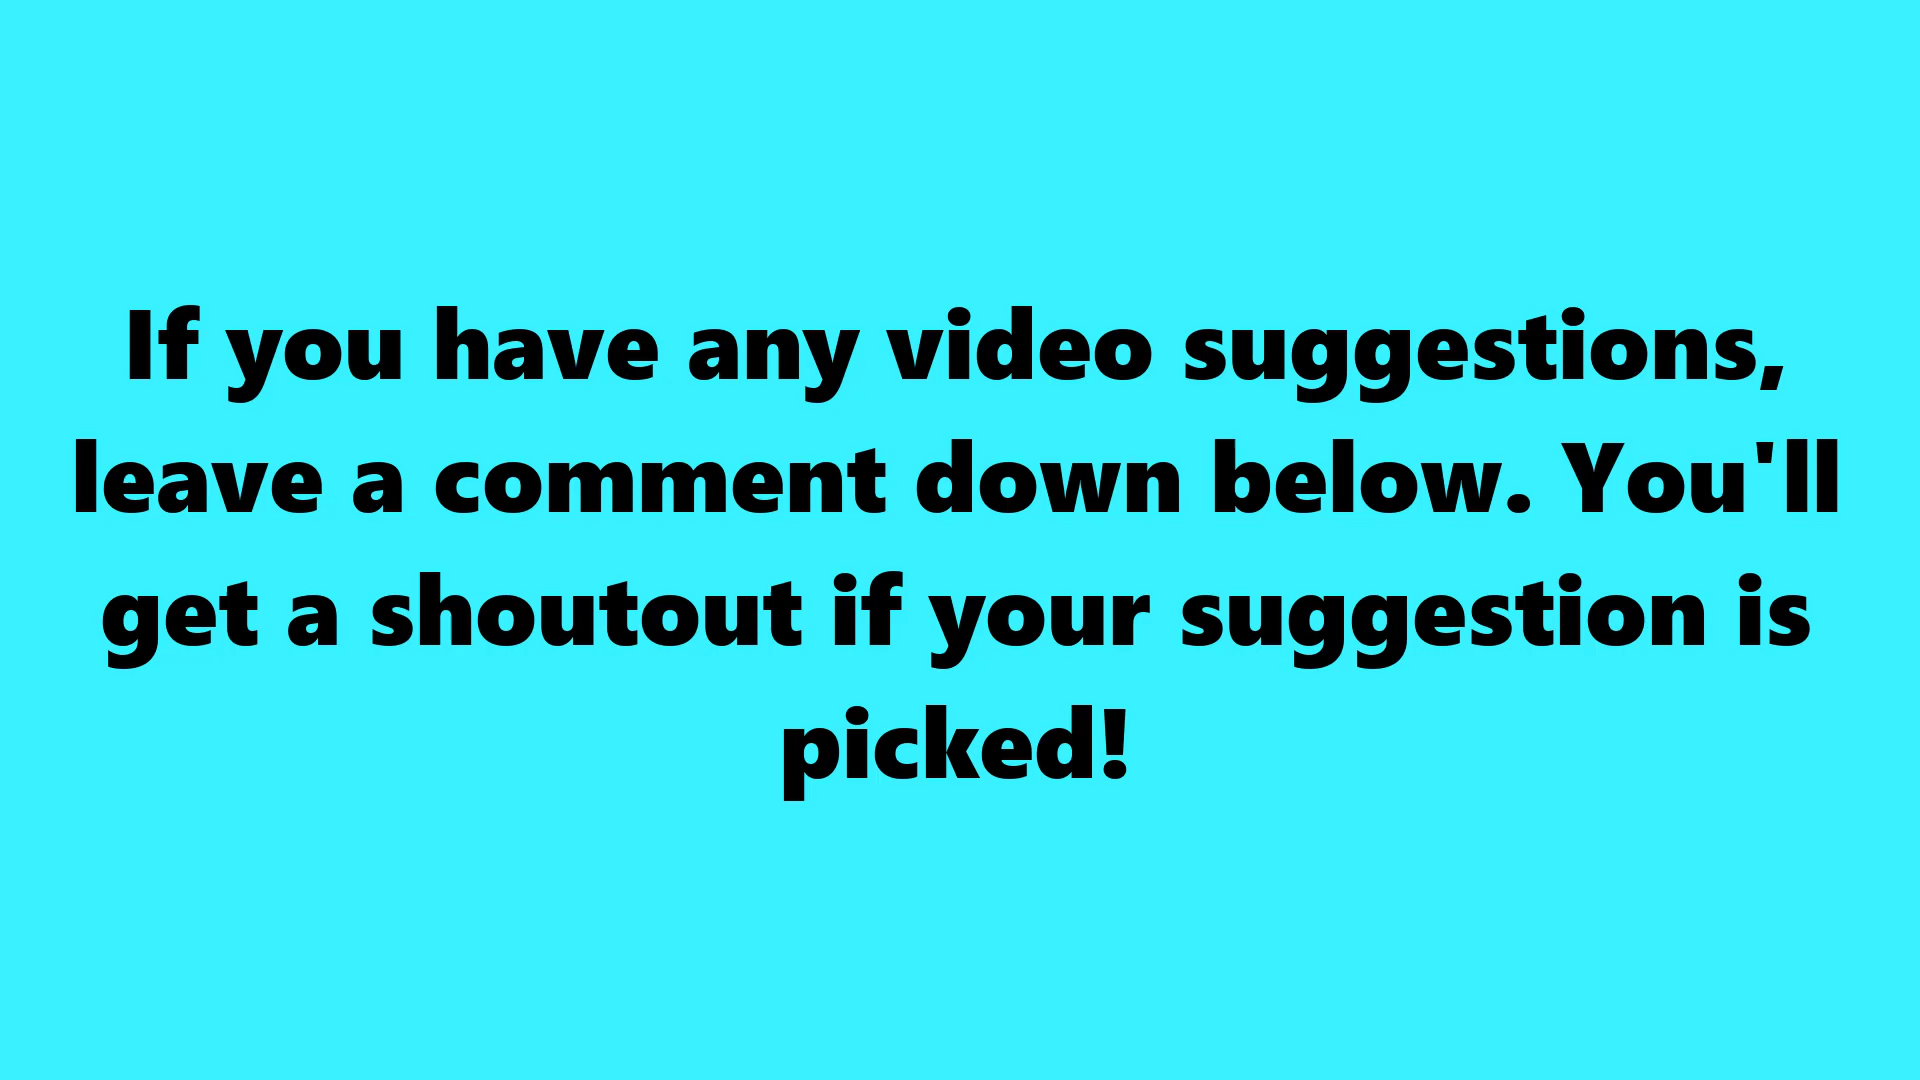 If you have any video suggestions,
leave a comment down below. You'll
get a shoutout if your suggestion is
picked!